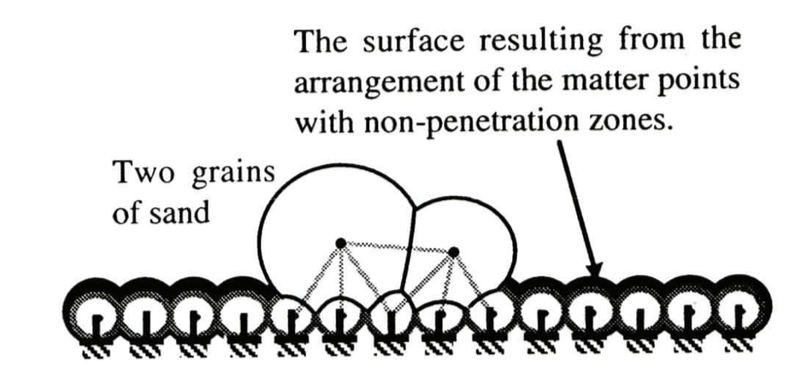 The surface resulting from the
arrangement of the matter points
with non-penetration zones.
Two grains
of sand